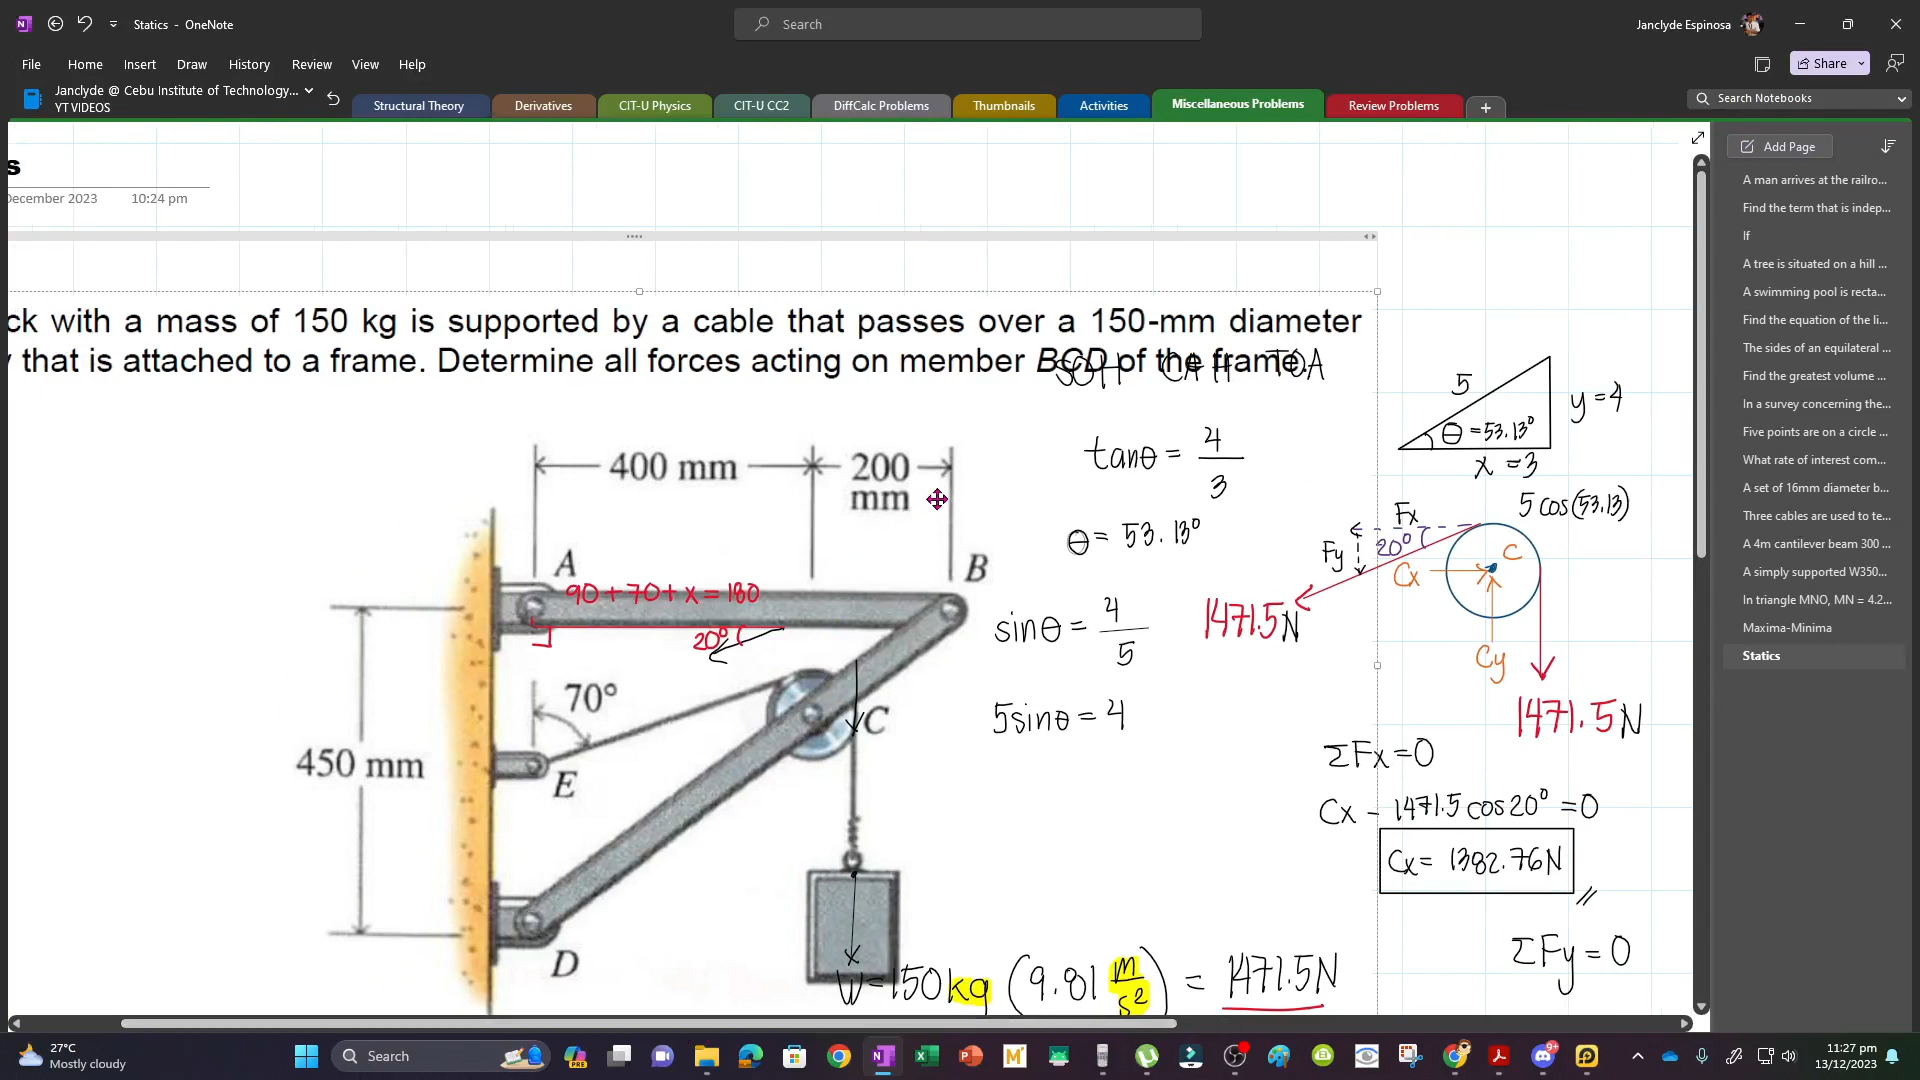 Statics - OneNote
Search
Janclyde Espinosa
File Home Insert Draw History Review View Help
Share
Janclyde @ Cebu Institute of Technology...
YT VIDEOS
Structural Theory Derivatives CIT-U Physics CIT-U CC2 DiffCalc Problems Thumbnails Activities Miscellaneous Problems Review Problems +
Search Notebooks
s
December 2023 10:24 pm
Add Page
A man arrives at the railro...
Find the term that is indep...
If
A tree is situated on a hill ...
A swimming pool is recta...
Find the equation of the li...
The sides of an equilateral ...
Find the greatest volume ...
In a survey concerning the...
Five points are on a circle ...
What rate of interest com...
A set of 16mm diameter b...
Three cables are used to te...
A 4m cantilever beam 300 ...
A simply supported W350...
In triangle MNO, MN = 4.2...
Maxima-Minima
Statics
ck with a mass of 150 kg is supported by a cable that passes over a 150-mm diameter
y that is attached to a frame. Determine all forces acting on member BCD of the frame.
SOH CAH TOA
400 mm
200
mm
A
B
90+70+x=180
20°
70°
C
E
450 mm
D
W=150kg (9.81 m/s²) = 1471.5N
tanθ = 4/3
θ = 53.13°
sinθ = 4/5
5sinθ = 4
5
y = 4
θ = 53.13°
x = 3
5 cos(53.13)
Fx
20°
Fy
C
Cx
1471.5N
Cy
1471.5N
ΣFx=0
Cx - 1471.5 cos20° = 0
Cx = 1382.76N
ΣFy = 0
27°C
Mostly cloudy
Search
11:27 pm
13/12/2023